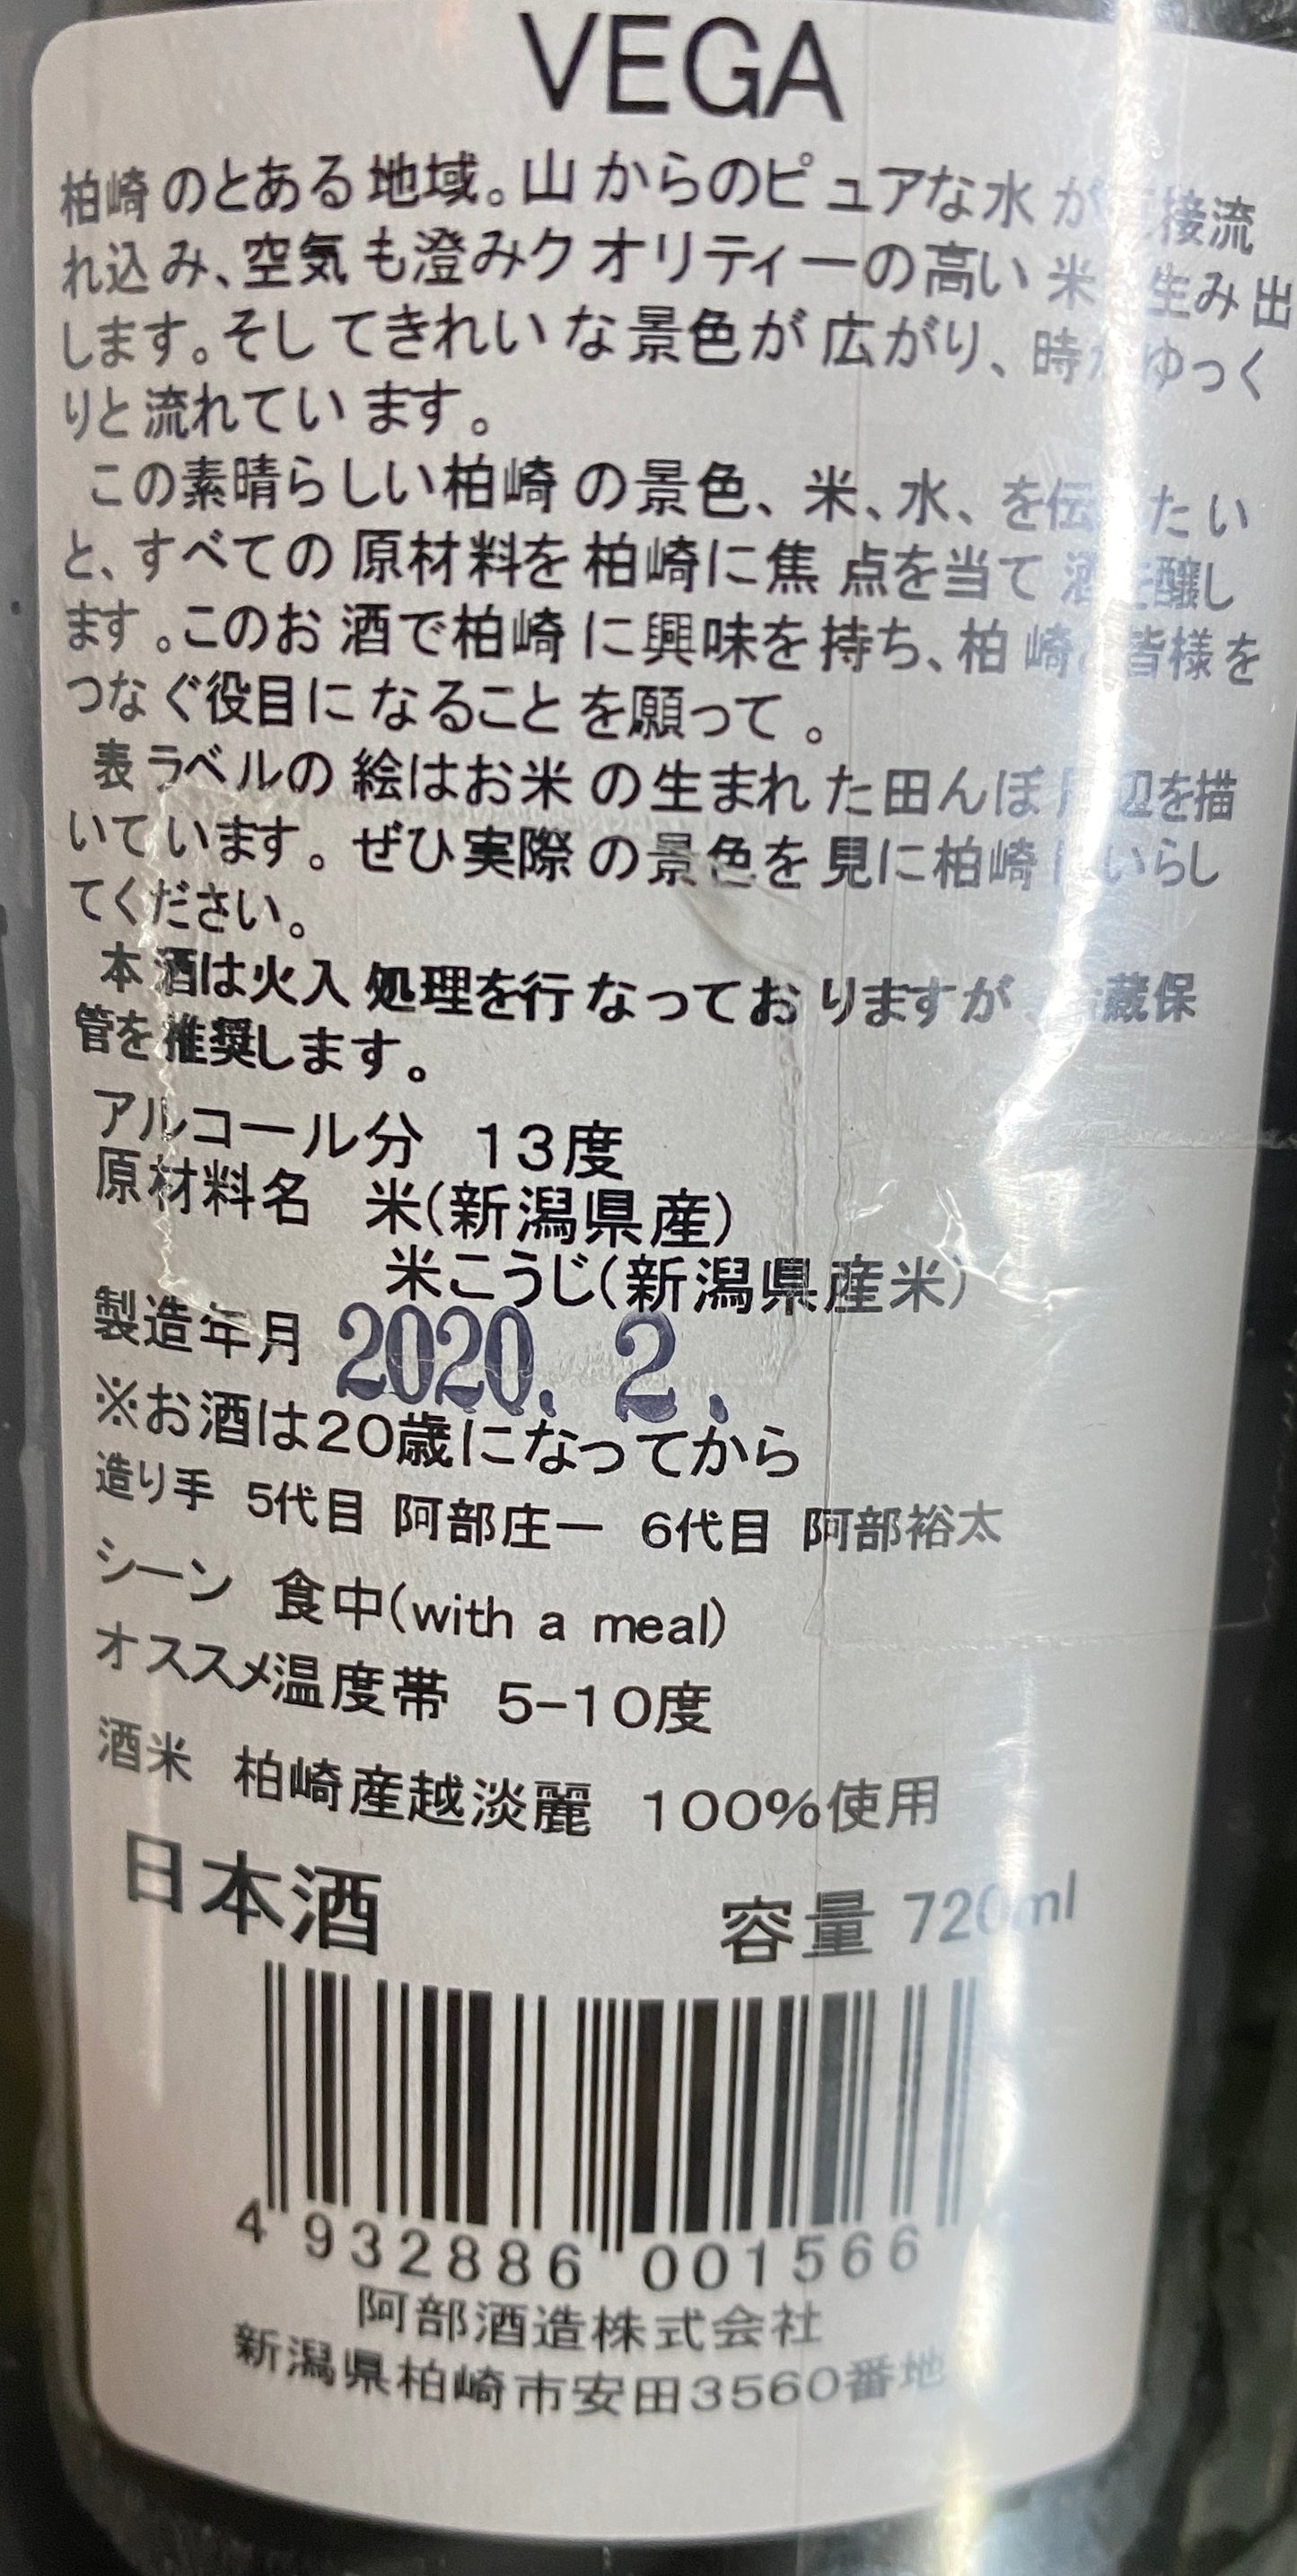 VEGA
柏崎のとある地域。山からのピュアな水が直接流
れ込み、空気も澄みクオリティーの高い米 生み出
します。そしてきれいな景色が広がり、時がゆっく
りと流れています。
この素晴らしい柏崎の景色、米、水、を伝 たい
と、すべての原材料を柏崎に焦点を当て酒を醸し
ます。このお酒で柏崎に興味を持ち、柏崎 皆様を
つなぐ役目になることを願って。
表ラベルの絵はお米の生まれた田んぼ周辺を描
いています。ぜひ実際の景色を見に柏崎にいらし
てください。
本酒は火入処理を行なっておりますが、冷蔵保
管を推奨します。
アルコール分 13度
原材料名 米(新潟県産)
米こうじ(新潟県産米)
製造年月 2020. 2.
※お酒は20歳になってから
造り手 5代目 阿部庄一 6代目 阿部裕太
シーン 食中(with a meal)
オススメ温度帯 5-10度
酒米 柏崎産越淡麗 100%使用
日本酒 容量 720ml
4 932886 001566
阿部酒造株式会社
新潟県柏崎市安田3560番地